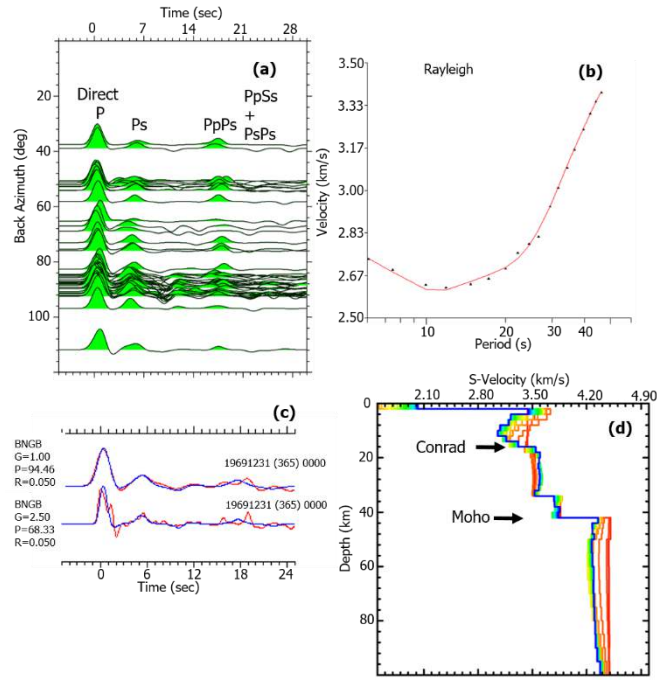 Time (sec)
0 7 14 18 28
(a)
Direct
P
Ps
PpPs
PpSs
+
PsPs
20
40
60
80
100
Back Azimuth (deg)
Rayleigh
(b)
3.50
3.33
3.17
3.00
2.83
2.67
2.50
Velocity (km/s)
10 20 30 40
Period (s)
(c)
BNGB
G=1.00
P=94.46
R=0.050
19691231 (365) 0000
BNGB
G=2.50
P=68.33
R=0.050
19691231 (365) 0000
0 6 12 18 24
Time (sec)
S-Velocity (km/s)
2.10 2.80 3.50 4.20 4.90
(d)
0
20
40
60
80
Depth (km)
Conrad
Moho